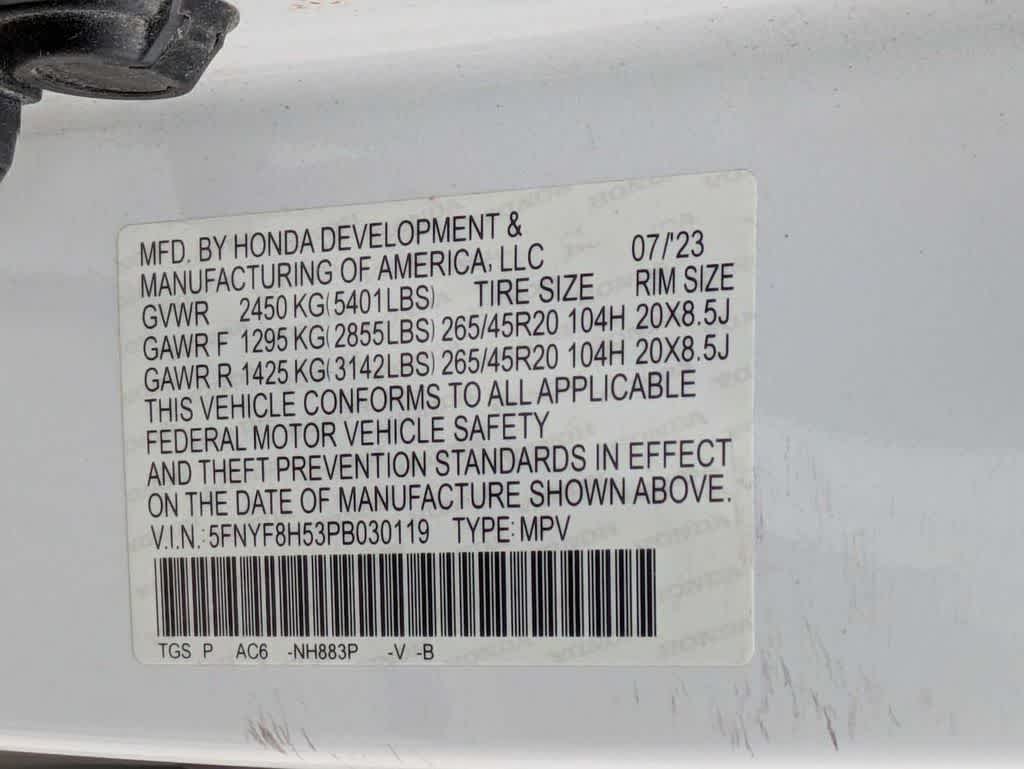 MFD. BY HONDA DEVELOPMENT & 
MANUFACTURING OF AMERICA, LLC 07/'23
GVWR 2450 KG(5401LBS) TIRE SIZE RIM SIZE
GAWR F 1295 KG(2855LBS) 265/45R20 104H 20X8.5J
GAWR R 1425 KG(3142LBS) 265/45R20 104H 20X8.5J
THIS VEHICLE CONFORMS TO ALL APPLICABLE
FEDERAL MOTOR VEHICLE SAFETY
AND THEFT PREVENTION STANDARDS IN EFFECT
ON THE DATE OF MANUFACTURE SHOWN ABOVE.
V.I.N.: 5FNYF8H53PB030119 TYPE: MPV
TGS P AC6 -NH883P -V -B